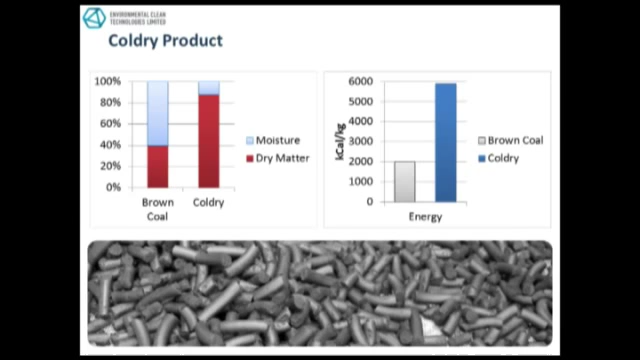 ENVIRONMENTAL CLEAN
TECHNOLOGIES LIMITED
Coldry Product
100%
80%
60%
40%
20%
0%
Brown
Coal
Coldry
Moisture
Dry Matter
kCal/kg
6000
5000
4000
3000
2000
1000
0
Energy
Brown Coal
Coldry